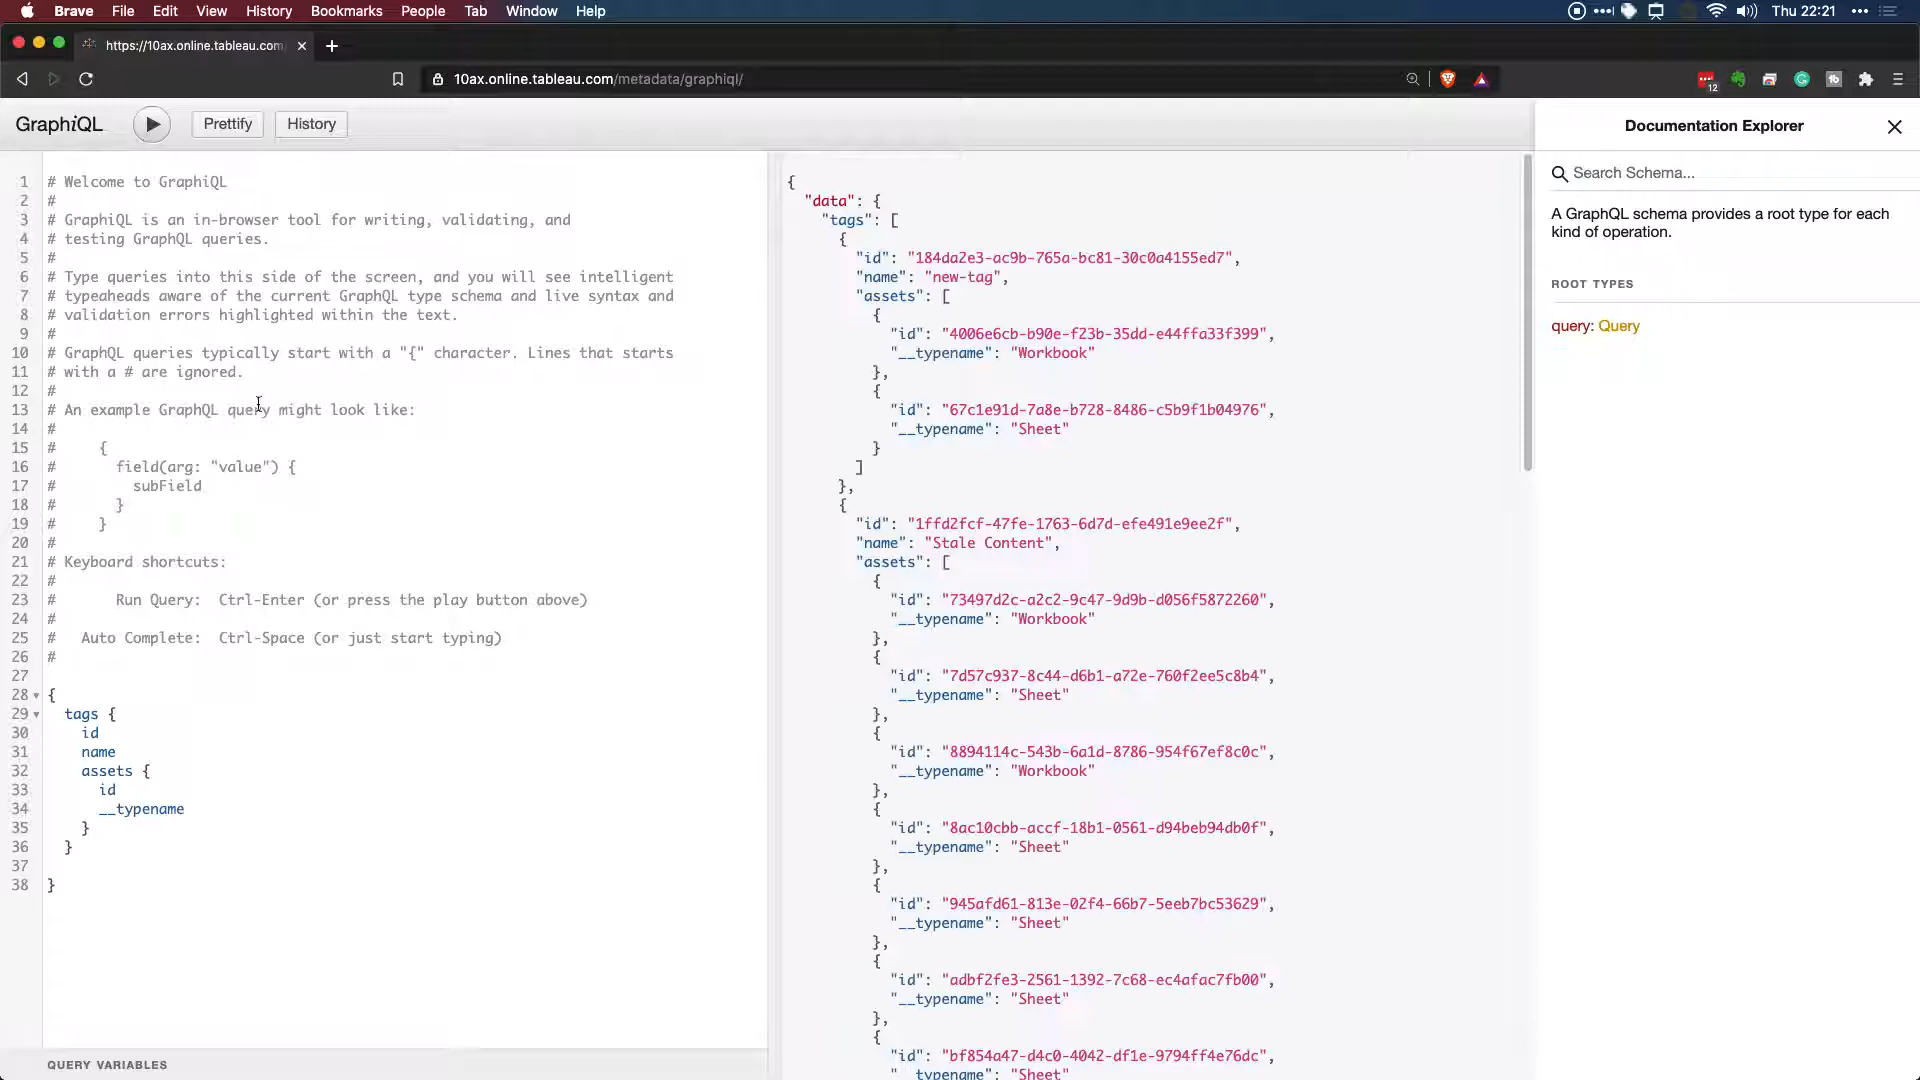 Brave File Edit View History Bookmarks People Tab Window Help
Thu 22:21
https://10ax.online.tableau.com
10ax.online.tableau.com/metadata/graphiql/
12
GraphiQL
Prettify
History
1 # Welcome to GraphiQL
2 #
3 # GraphiQL is an in-browser tool for writing, validating, and
4 # testing GraphQL queries.
5 #
6 # Type queries into this side of the screen, and you will see intelligent
7 # typeaheads aware of the current GraphQL type schema and live syntax and
8 # validation errors highlighted within the text.
9 #
10 # GraphQL queries typically start with a "{" character. Lines that starts
11 # with a # are ignored.
12 #
13 # An example GraphQL query might look like:
14 #
15 #     {
16 #       field(arg: "value") {
17 #         subField
18 #       }
19 #     }
20 #
21 # Keyboard shortcuts:
22 #
23 #       Run Query:  Ctrl-Enter (or press the play button above)
24 #
25 #   Auto Complete:  Ctrl-Space (or just start typing)
26 #
27
28 {
29   tags {
30     id
31     name
32     assets {
33       id
34       __typename
35     }
36   }
37
38 }
QUERY VARIABLES
{
"data": {
"tags": [
{
"id": "184da2e3-ac9b-765a-bc81-30c0a4155ed7",
"name": "new-tag",
"assets": [
{
"id": "4006e6cb-b90e-f23b-35dd-e44ffa33f399",
"__typename": "Workbook"
},
{
"id": "67c1e91d-7a8e-b728-8486-c5b9f1b04976",
"__typename": "Sheet"
}
]
},
{
"id": "1ffd2fcf-47fe-1763-6d7d-efe491e9ee2f",
"name": "Stale Content",
"assets": [
{
"id": "73497d2c-a2c2-9c47-9d9b-d056f5872260",
"__typename": "Workbook"
},
{
"id": "7d57c937-8c44-d6b1-a72e-760f2ee5c8b4",
"__typename": "Sheet"
},
{
"id": "8894114c-543b-6a1d-8786-954f67ef8c0c",
"__typename": "Workbook"
},
{
"id": "8ac10cbb-accf-18b1-0561-d94beb94db0f",
"__typename": "Sheet"
},
{
"id": "945afd61-813e-02f4-66b7-5eeb7bc53629",
"__typename": "Sheet"
},
{
"id": "adbf2fe3-2561-1392-7c68-ec4afac7fb00",
"__typename": "Sheet"
},
{
"id": "bf854a47-d4c0-4042-df1e-9794ff4e76dc",
"__typename": "Sheet"
Documentation Explorer
Search Schema...
A GraphQL schema provides a root type for each
kind of operation.
ROOT TYPES
query: Query